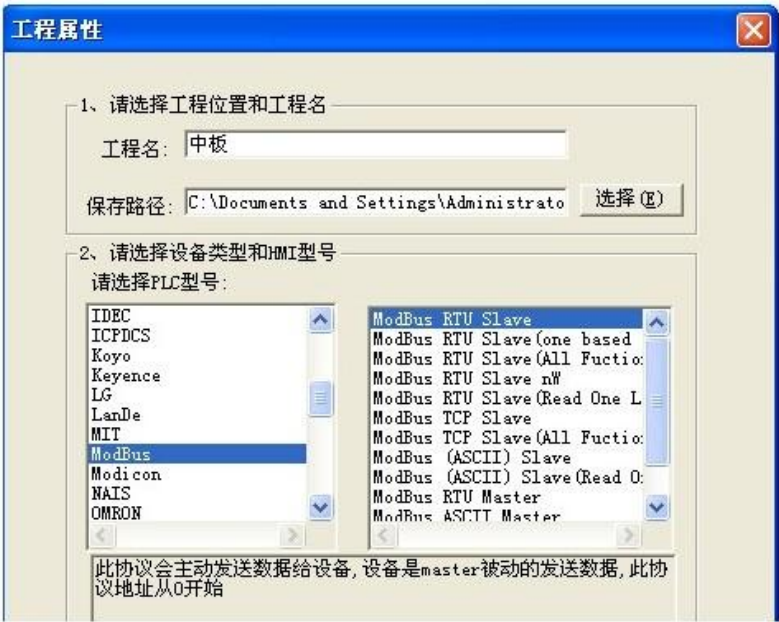 工程属性
1、请选择工程位置和工程名
工程名: 中板
保存路径: C:\Documents and Settings\Administrato 选择(E)
2、请选择设备类型和HMI型号
请选择PLC型号:
IDEC
ICPDCS
Koyo
Keyence
LG
LanDe
MIT
ModBus
Modicon
NAIS
OMRON
ModBus RTU Slave
ModBus RTU Slave(one based
ModBus RTU Slave(All Fuctio
ModBus RTU Slave nW
ModBus RTU Slave(Read One L
ModBus TCP Slave
ModBus TCP Slave(All Fuctio
ModBus (ASCII) Slave
ModBus (ASCII) Slave(Read O
ModBus RTU Master
ModBus ASCII Master
此协议会主动发送数据给设备,设备是master被动的发送数据,此协
议地址从0开始